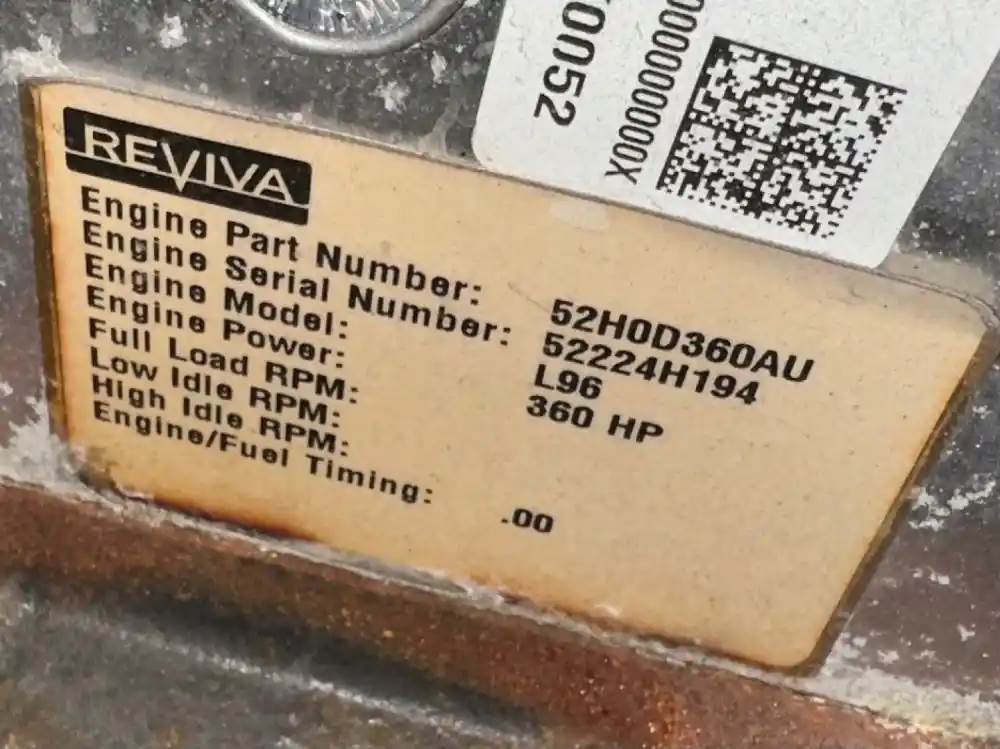 0052
000000000X
REVIVA
Engine Part Number: 52H0D360AU
Engine Serial Number: 52224H194
Engine Model: L96
Engine Power: 360 HP
Full Load RPM:
Low Idle RPM:
High Idle RPM:
Engine/Fuel Timing: .00